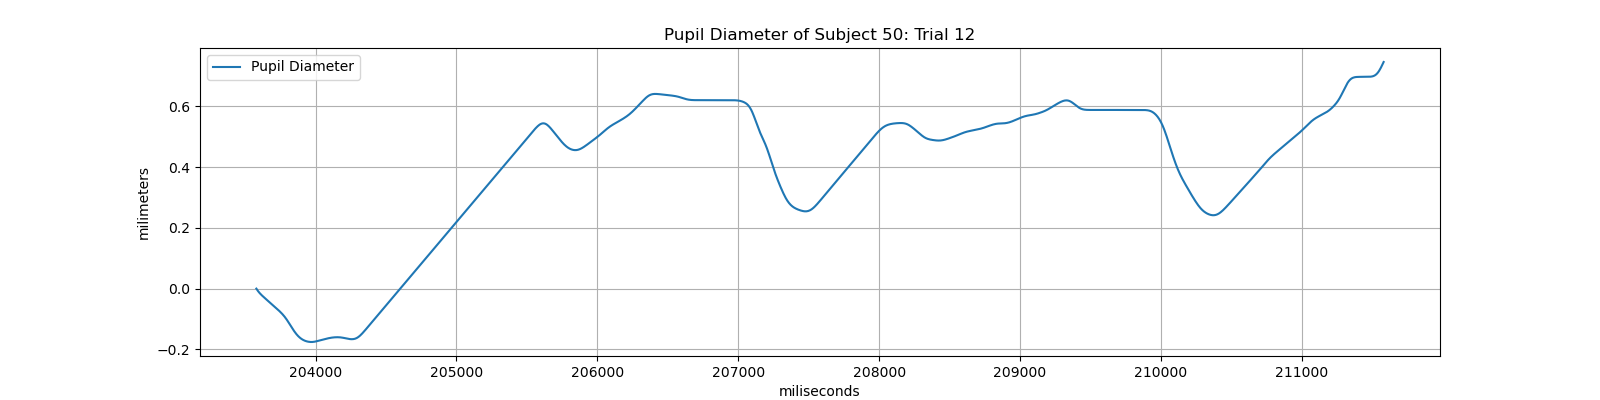 Pupil Diameter of Subject 50: Trial 12
Pupil Diameter
milimeters
0.6
0.4
0.2
0.0
−0.2
204000 205000 206000 207000 208000 209000 210000 211000
miliseconds